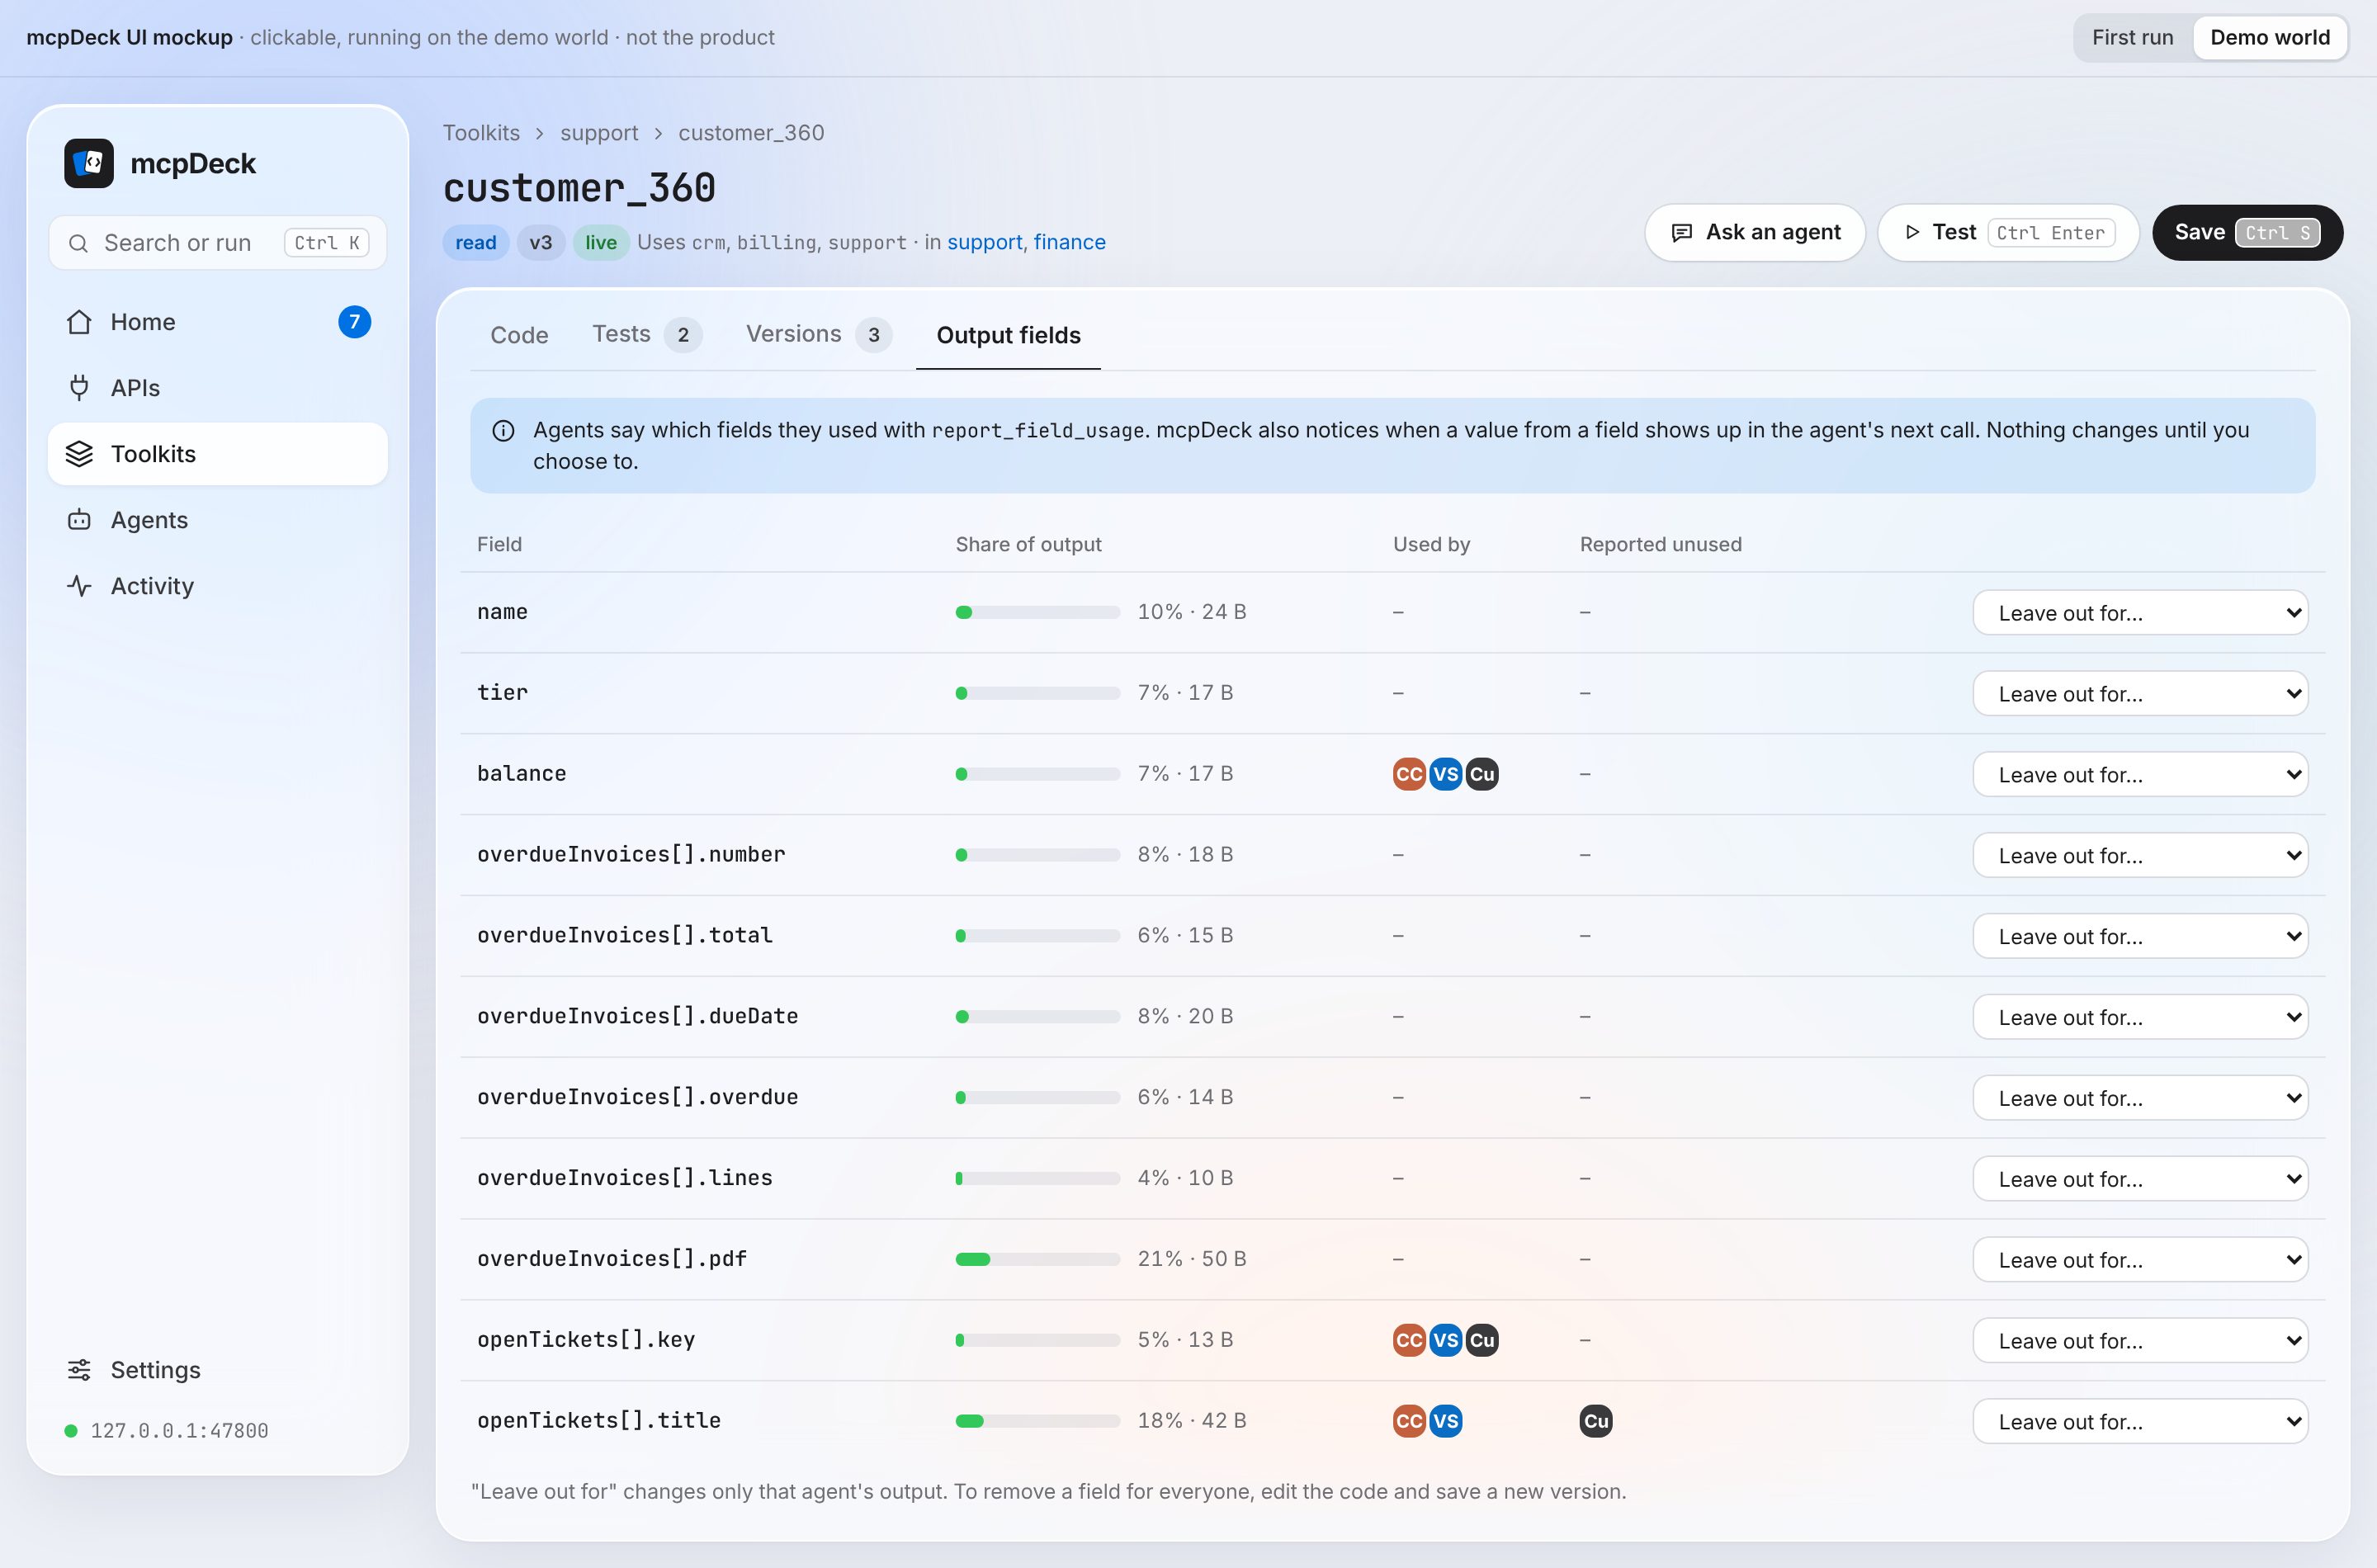 mcpDeck UI mockup · clickable, running on the demo world · not the product
First run
Demo world
mcpDeck
Search or run
Ctrl K
Home
7
APIs
Toolkits
Agents
Activity
Settings
127.0.0.1:47800
Toolkits > support > customer_360
customer_360
read v3 live Uses crm, billing, support · in support, finance
Ask an agent
Test Ctrl Enter
Save Ctrl S
Code
Tests 2
Versions 3
Output fields
Agents say which fields they used with report_field_usage. mcpDeck also notices when a value from a field shows up in the agent's next call. Nothing changes until you
choose to.
Field Share of output Used by Reported unused
name 10% · 24 B – – Leave out for...
tier 7% · 17 B – – Leave out for...
balance 7% · 17 B CC VS Cu – Leave out for...
overdueInvoices[].number 8% · 18 B – – Leave out for...
overdueInvoices[].total 6% · 15 B – – Leave out for...
overdueInvoices[].dueDate 8% · 20 B – – Leave out for...
overdueInvoices[].overdue 6% · 14 B – – Leave out for...
overdueInvoices[].lines 4% · 10 B – – Leave out for...
overdueInvoices[].pdf 21% · 50 B – – Leave out for...
openTickets[].key 5% · 13 B CC VS Cu – Leave out for...
openTickets[].title 18% · 42 B CC VS Cu Leave out for...
"Leave out for" changes only that agent's output. To remove a field for everyone, edit the code and save a new version.